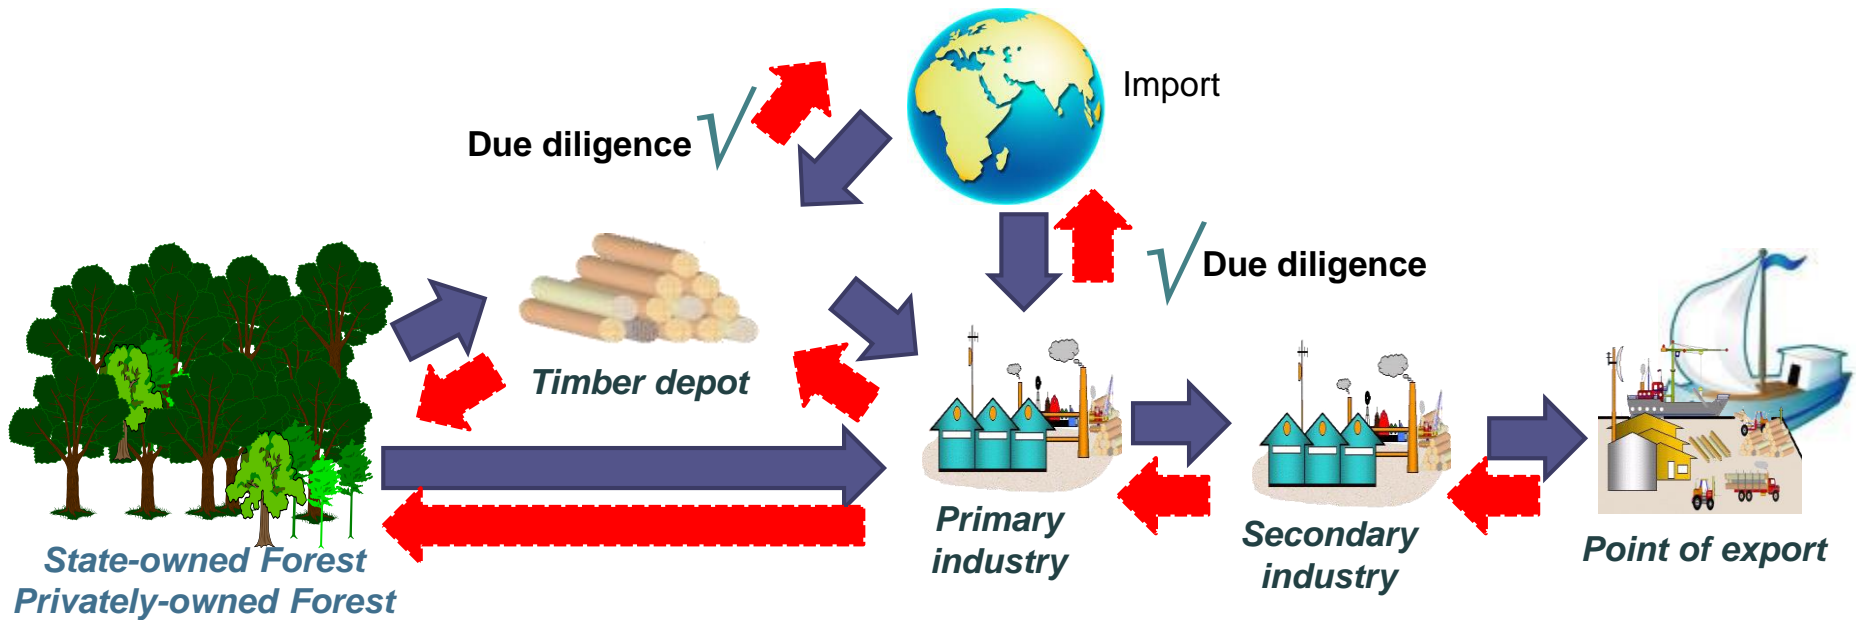 Import
Due diligence √
√ Due diligence
Timber depot
Primary
industry
Secondary
industry
Point of export
State-owned Forest
Privately-owned Forest